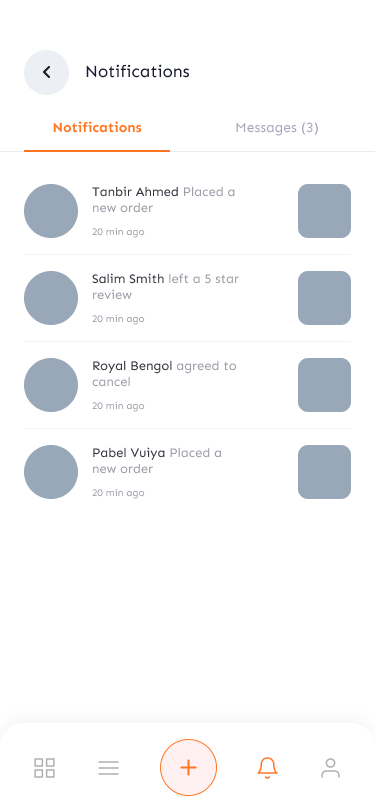 Notifications
Notifications
Messages (3)
Tanbir Ahmed Placed a
new order
20 min ago
Salim Smith left a 5 star
review
20 min ago
Royal Bengol agreed to
cancel
20 min ago
Pabel Vuiya Placed a
new order
20 min ago